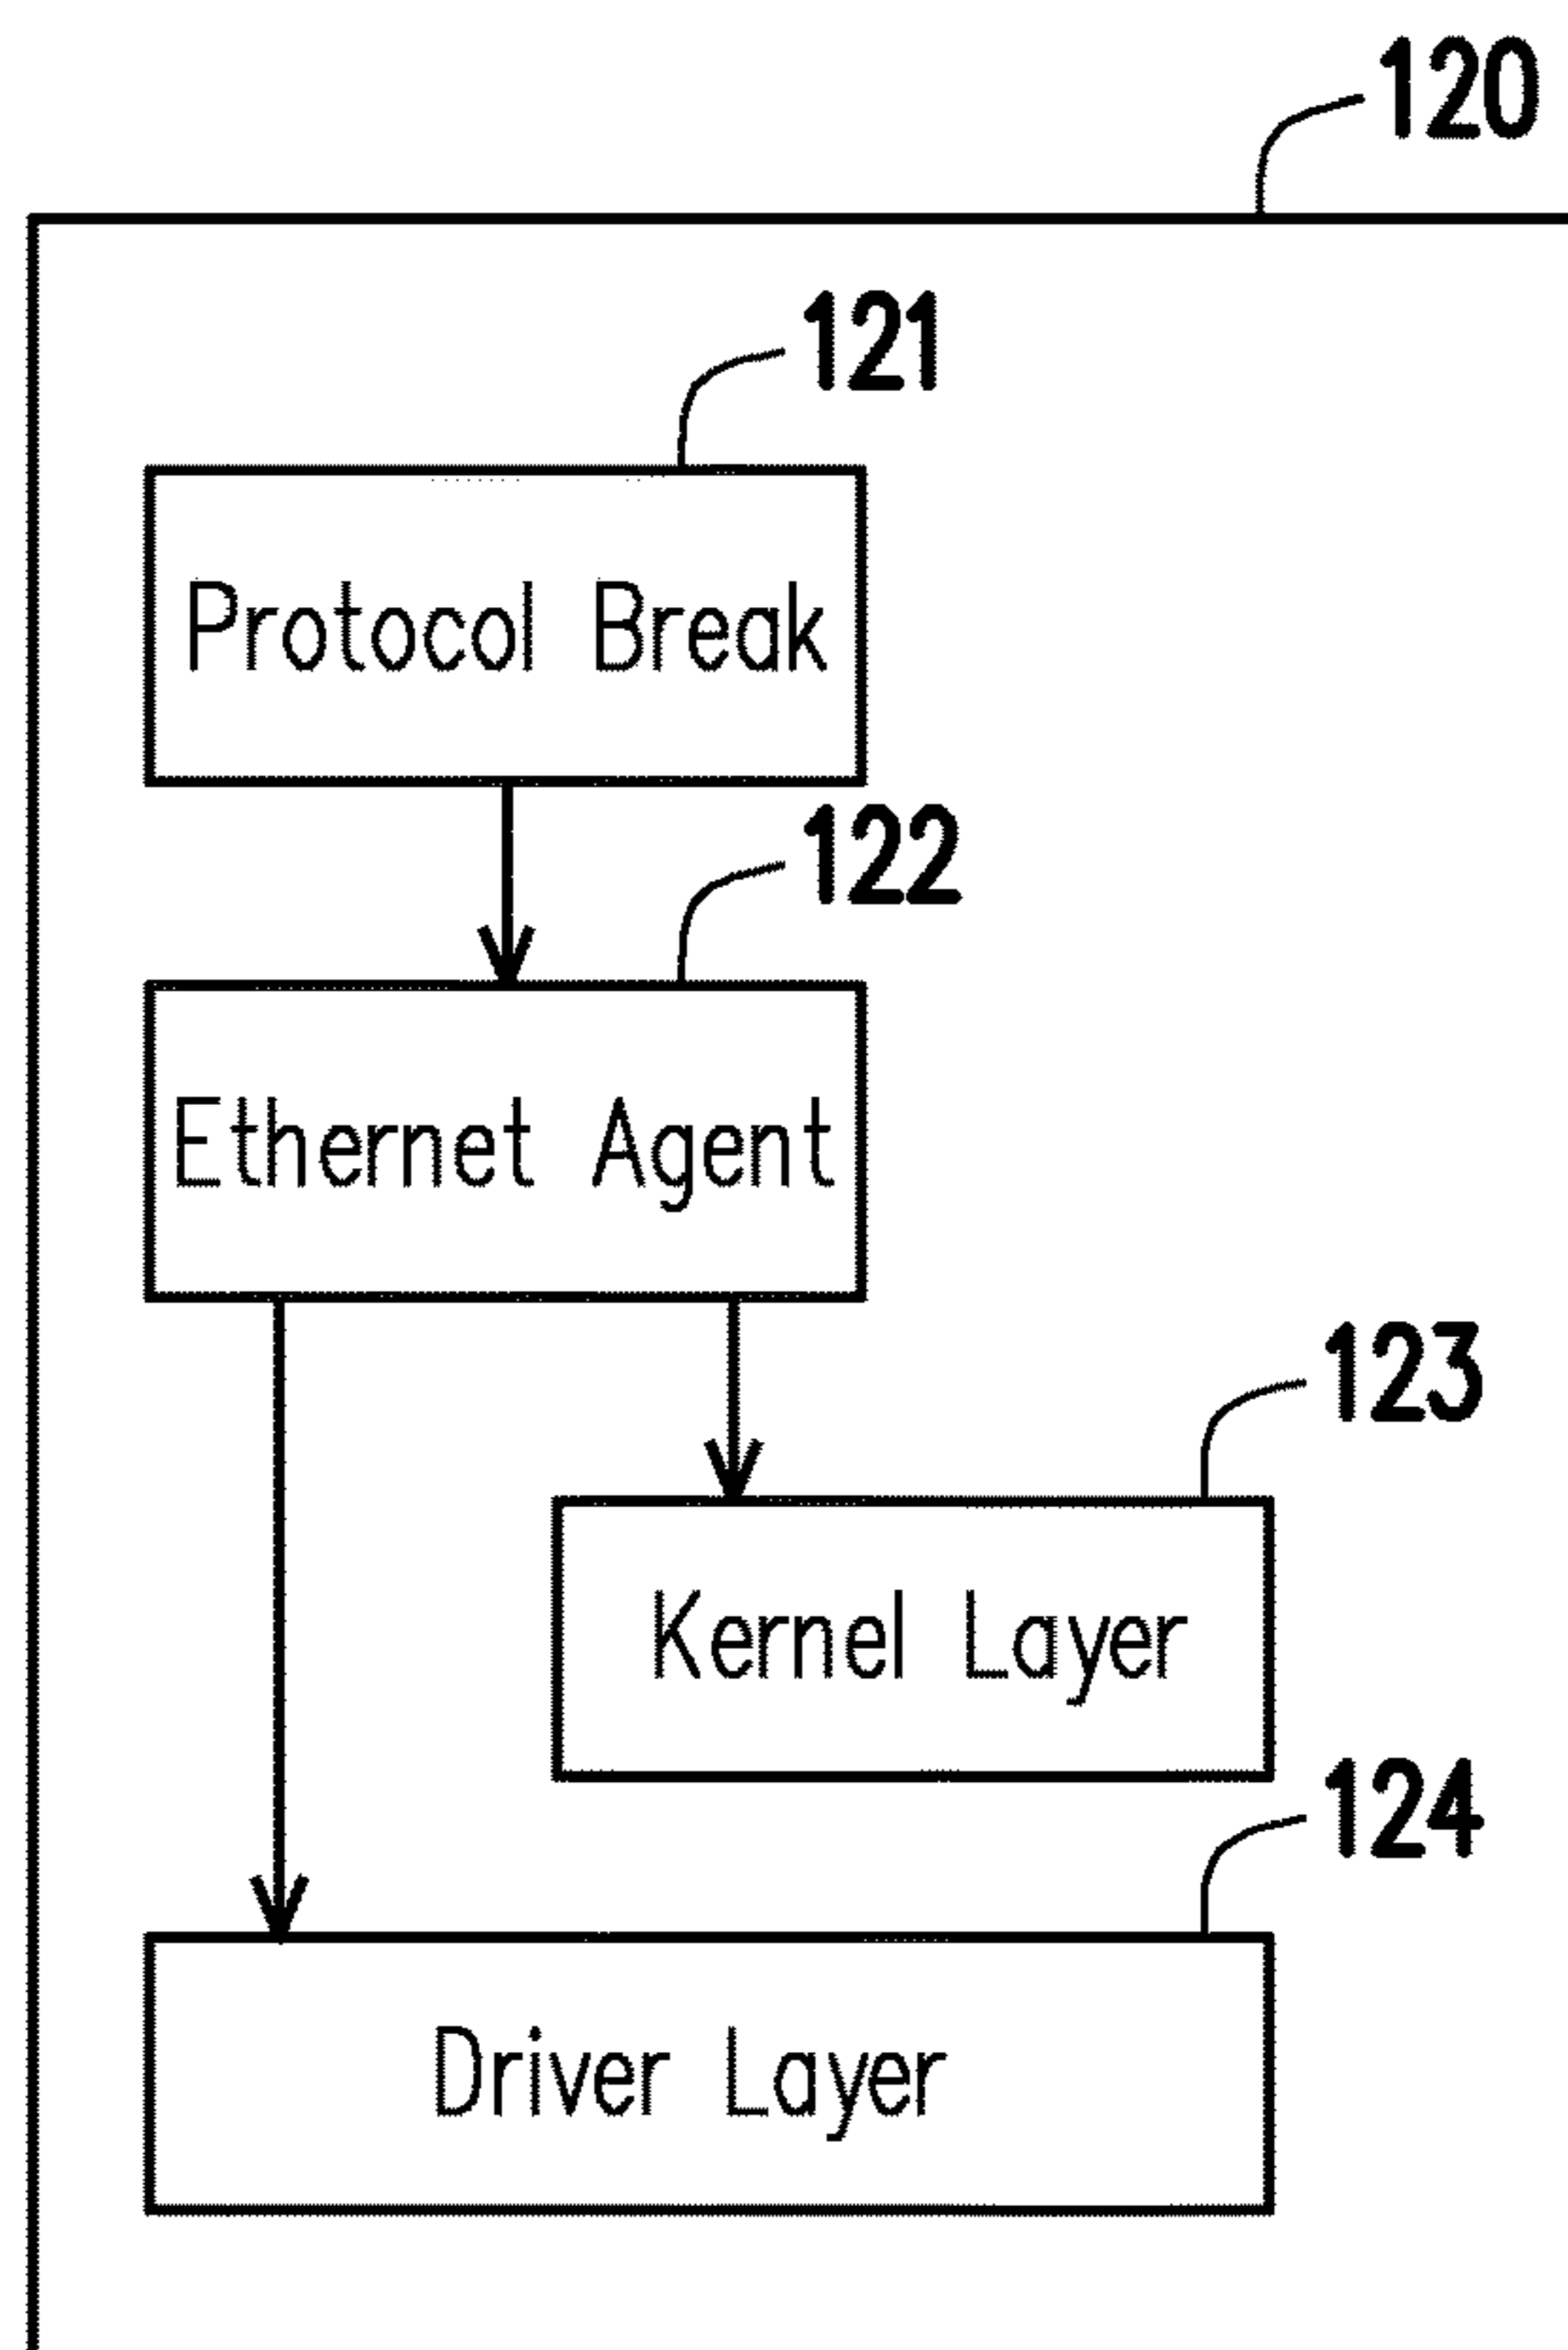 120
121
Protocol Break
122
Ethernet Agent
123
Kernel Layer
124
Driver Layer